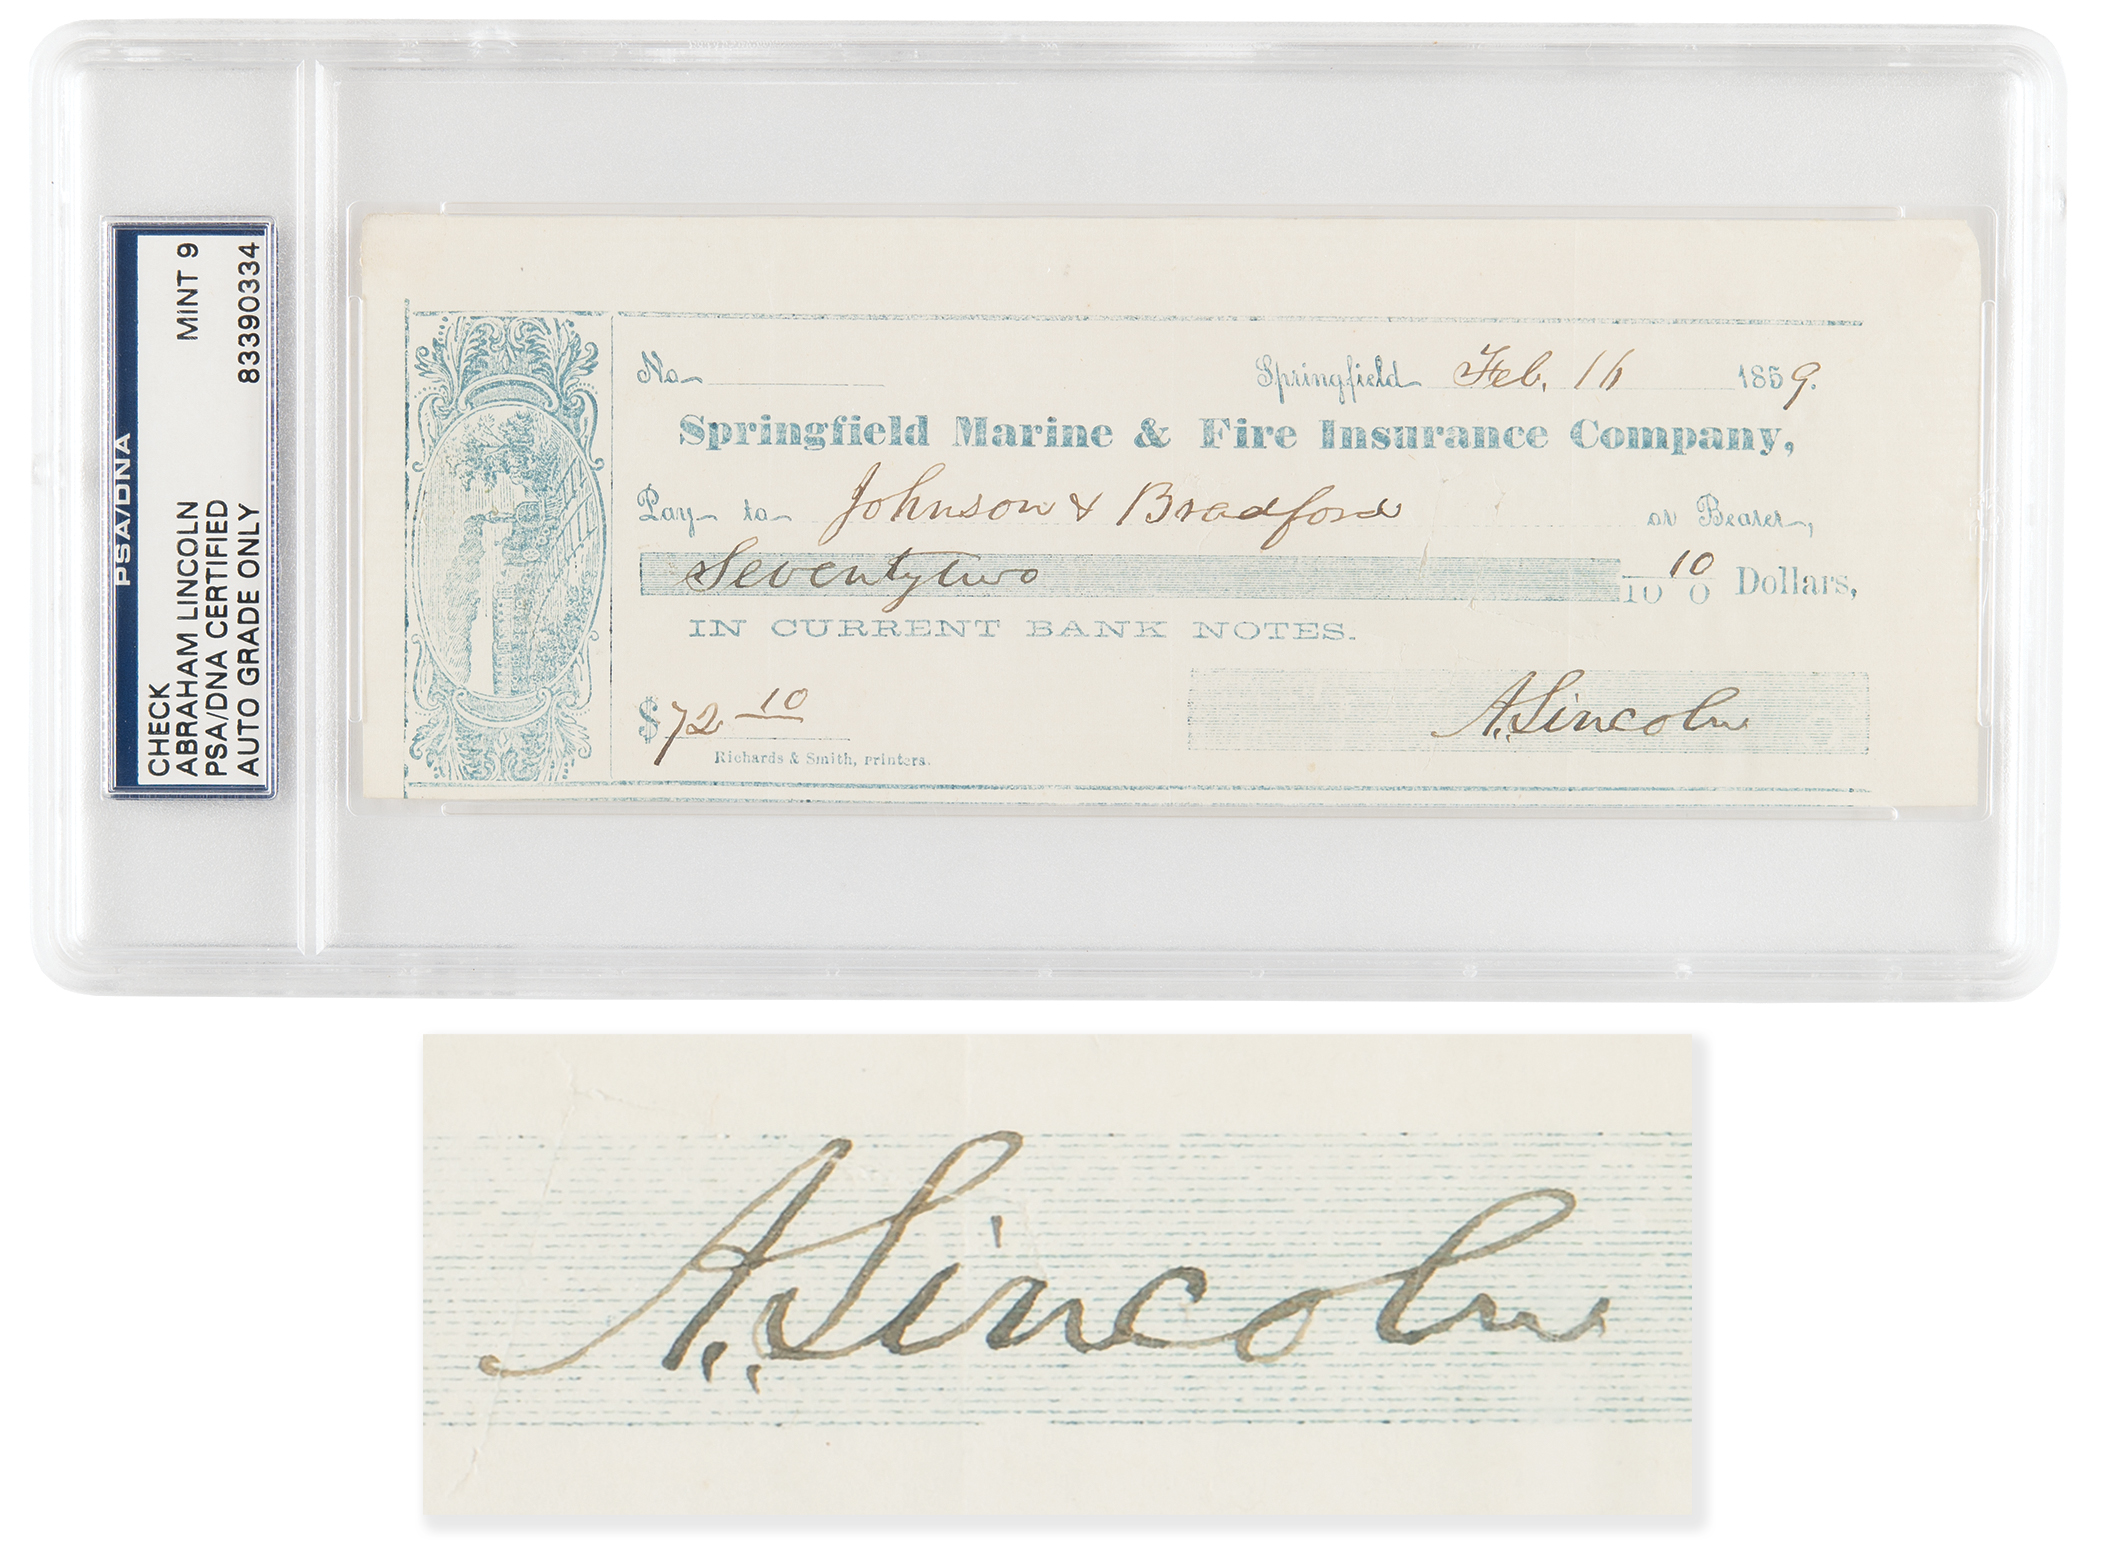 PSA/DNA
CHECK
ABRAHAM LINCOLN MINT 9
PSA/DNA CERTIFIED
AUTO GRADE ONLY 83390334
No
Springfield Feb. 16 1859.
Springfield Marine & Fire Insurance Company,
Pay to Johnson & Bradford or Bearer,
Seventytwo 10/100 Dollars,
IN CURRENT BANK NOTES.
$72 10
A. Lincoln
Richards & Smith, Printers.
A. Lincoln